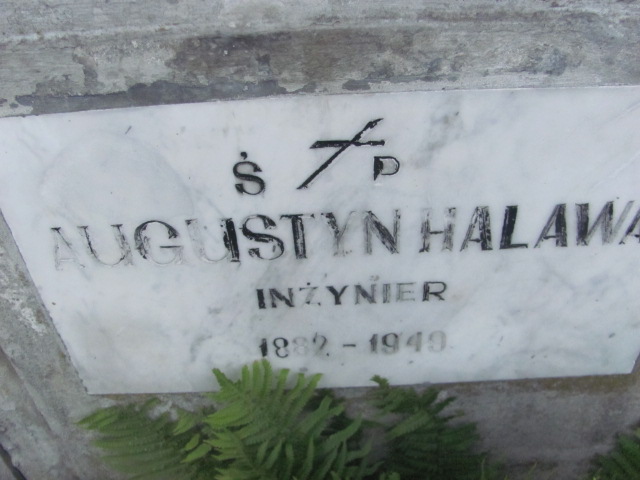 Ś P
AUGUSTYN HALAWA
INŻYNIER
1882 - 1949